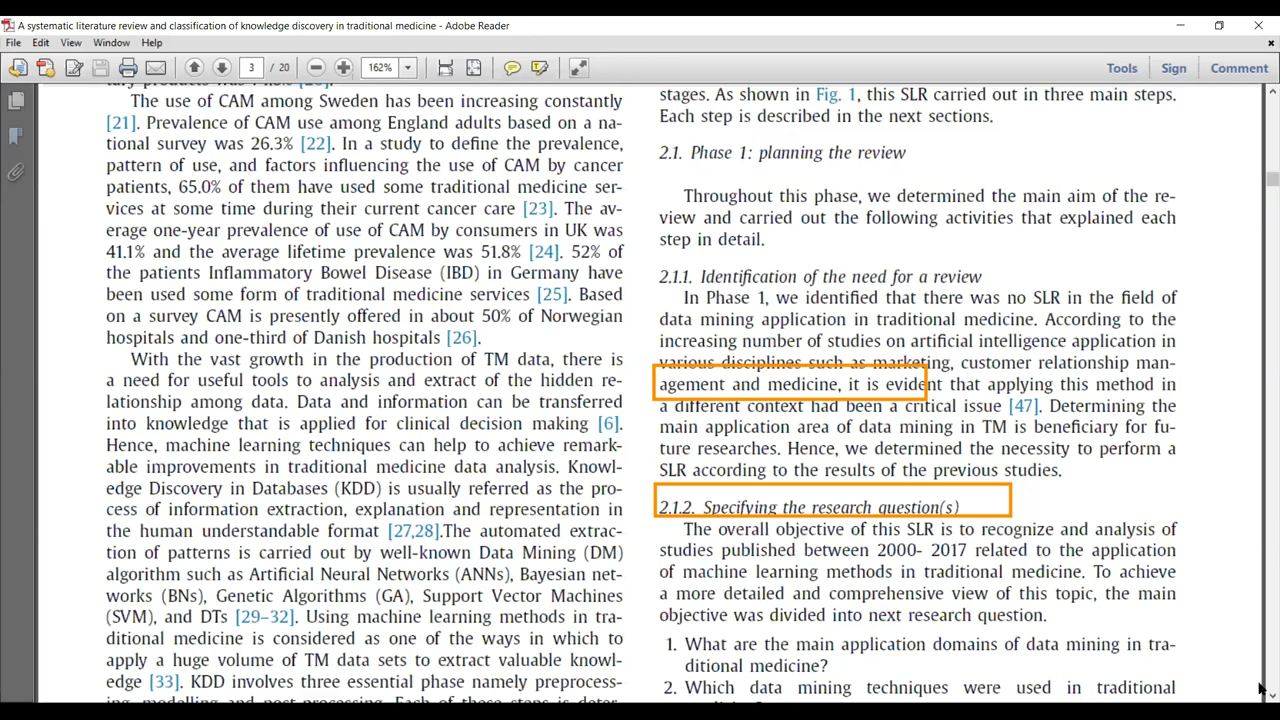 A systematic literature review and classification of knowledge discovery in traditional medicine - Adobe Reader
File Edit View Window Help
3 / 20 162% Tools Sign Comment
The use of CAM among Sweden has been increasing constantly
[21]. Prevalence of CAM use among England adults based on a na-
tional survey was 26.3% [22]. In a study to define the prevalence,
pattern of use, and factors influencing the use of CAM by cancer
patients, 65.0% of them have used some traditional medicine ser-
vices at some time during their current cancer care [23]. The av-
erage one-year prevalence of use of CAM by consumers in UK was
41.1% and the average lifetime prevalence was 51.8% [24]. 52% of
the patients Inflammatory Bowel Disease (IBD) in Germany have
been used some form of traditional medicine services [25]. Based
on a survey CAM is presently offered in about 50% of Norwegian
hospitals and one-third of Danish hospitals [26].
With the vast growth in the production of TM data, there is
a need for useful tools to analysis and extract of the hidden re-
lationship among data. Data and information can be transferred
into knowledge that is applied for clinical decision making [6].
Hence, machine learning techniques can help to achieve remark-
able improvements in traditional medicine data analysis. Knowl-
edge Discovery in Databases (KDD) is usually referred as the pro-
cess of information extraction, explanation and representation in
the human understandable format [27,28].The automated extrac-
tion of patterns is carried out by well-known Data Mining (DM)
algorithm such as Artificial Neural Networks (ANNs), Bayesian net-
works (BNs), Genetic Algorithms (GA), Support Vector Machines
(SVM), and DTs [29–32]. Using machine learning methods in tra-
ditional medicine is considered as one of the ways in which to
apply a huge volume of TM data sets to extract valuable knowl-
edge [33]. KDD involves three essential phase namely preprocess-
ing, modelling and post-processing. Each of these steps is deter-
stages. As shown in Fig. 1, this SLR carried out in three main steps.
Each step is described in the next sections.
2.1. Phase 1: planning the review
Throughout this phase, we determined the main aim of the re-
view and carried out the following activities that explained each
step in detail.
2.1.1. Identification of the need for a review
In Phase 1, we identified that there was no SLR in the field of
data mining application in traditional medicine. According to the
increasing number of studies on artificial intelligence application in
various disciplines such as marketing, customer relationship man-
agement and medicine, it is evident that applying this method in
a different context had been a critical issue [47]. Determining the
main application area of data mining in TM is beneficiary for fu-
ture researches. Hence, we determined the necessity to perform a
SLR according to the results of the previous studies.
2.1.2. Specifying the research question(s)
The overall objective of this SLR is to recognize and analysis of
studies published between 2000- 2017 related to the application
of machine learning methods in traditional medicine. To achieve
a more detailed and comprehensive view of this topic, the main
objective was divided into next research question.
1. What are the main application domains of data mining in tra-
ditional medicine?
2. Which data mining techniques were used in traditional